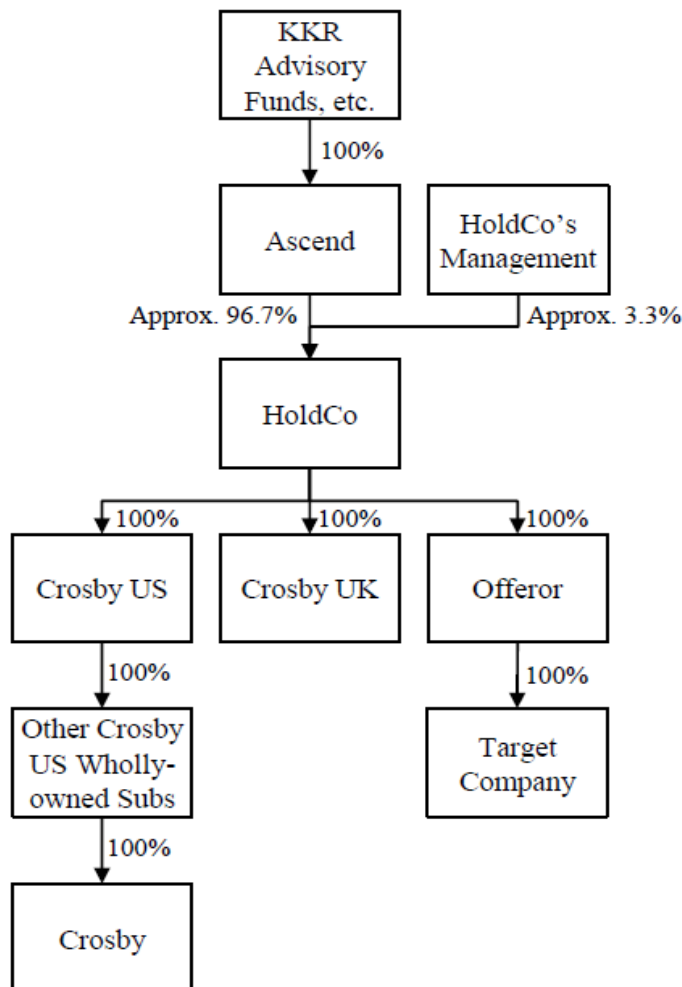 KKR
Advisory
Funds, etc.
100%
Ascend
HoldCo's
Management
Approx. 96.7%
Approx. 3.3%
HoldCo
100%
100%
100%
Crosby US
Crosby UK
Offeror
100%
100%
Other Crosby
US Wholly-
owned Subs
Target
Company
100%
Crosby